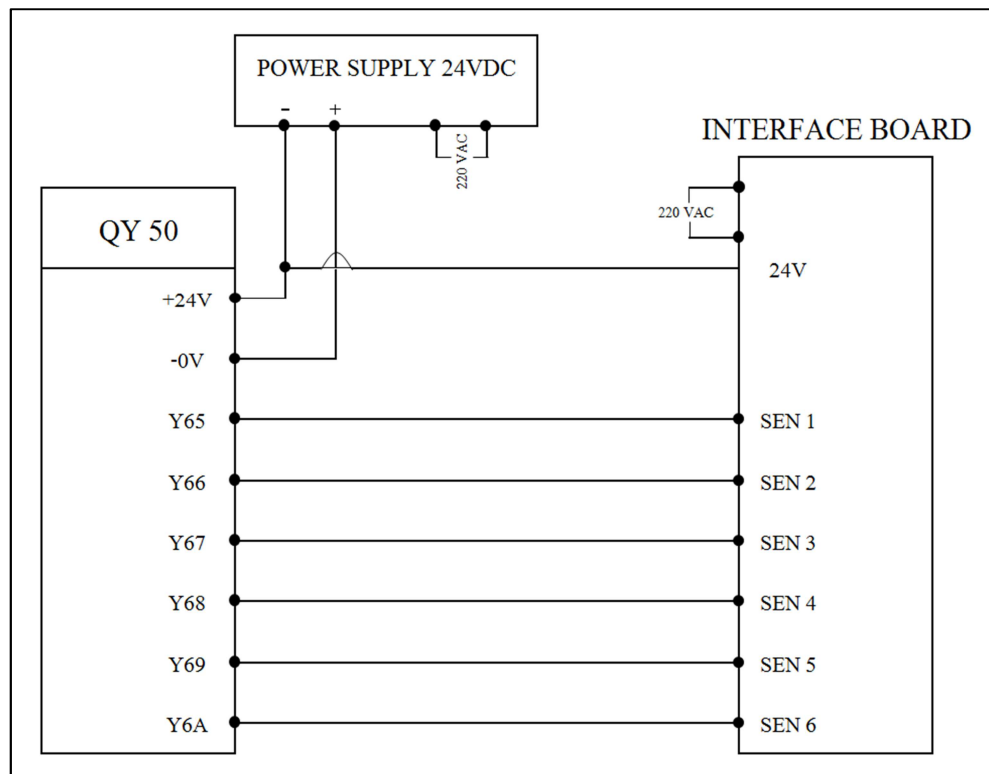 POWER SUPPLY 24VDC
- +
220 VAC
INTERFACE BOARD
220 VAC
24V
QY 50
+24V
-0V
Y65 SEN 1
Y66 SEN 2
Y67 SEN 3
Y68 SEN 4
Y69 SEN 5
Y6A SEN 6